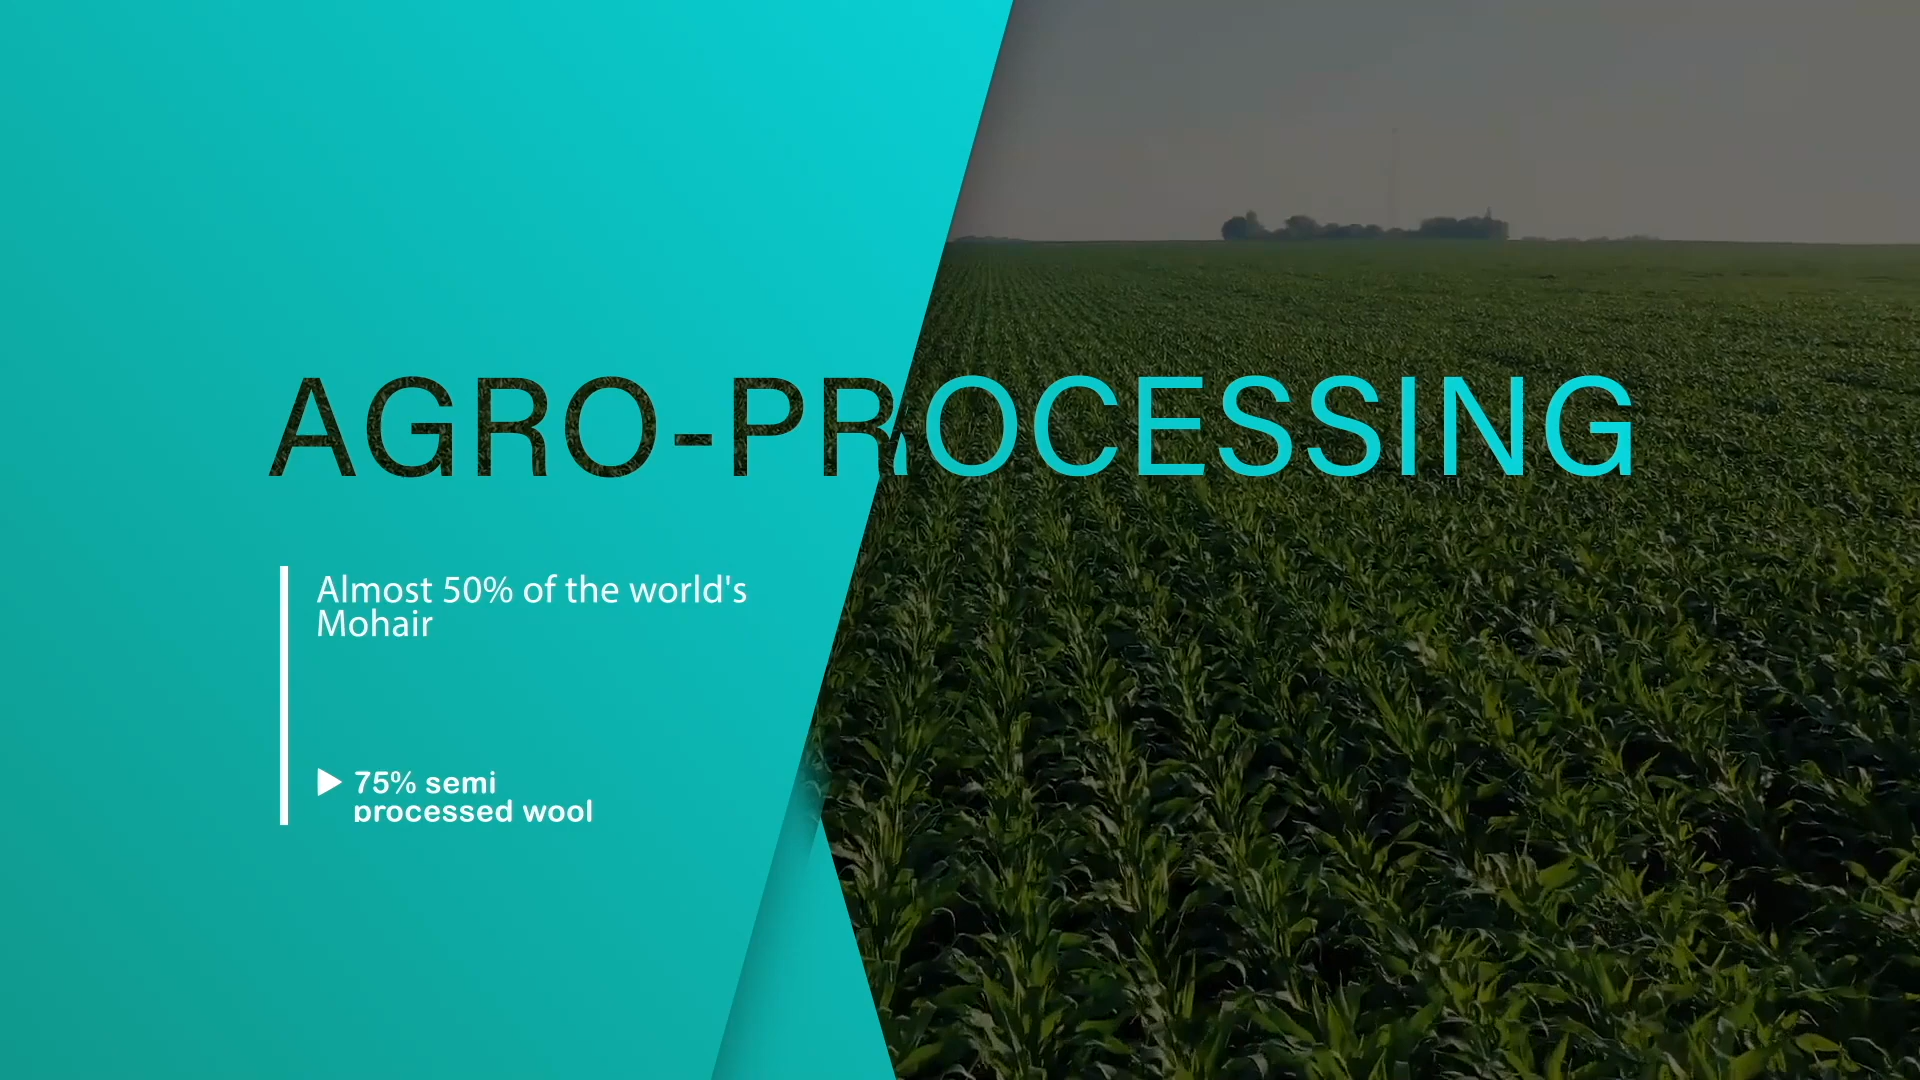 AGRO-PROCESSING
Almost 50% of the world's
Mohair
75% semi
processed wool